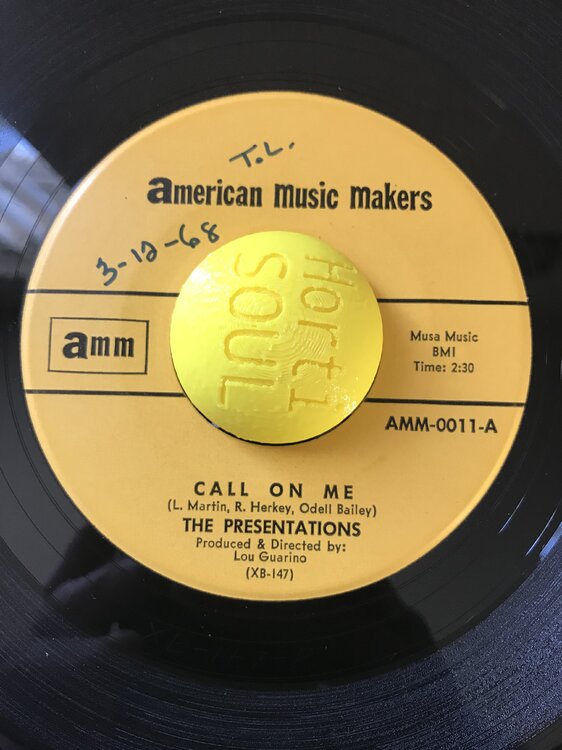 T.L.
american music makers
3-12-68
Horti
SOUL
amm
Musa Music
BMI
Time: 2:30
AMM-0011-A
CALL ON ME
(L. Martin, R. Herkey, Odell Bailey)
THE PRESENTATIONS
Produced & Directed by:
Lou Guarino
(XB-147)